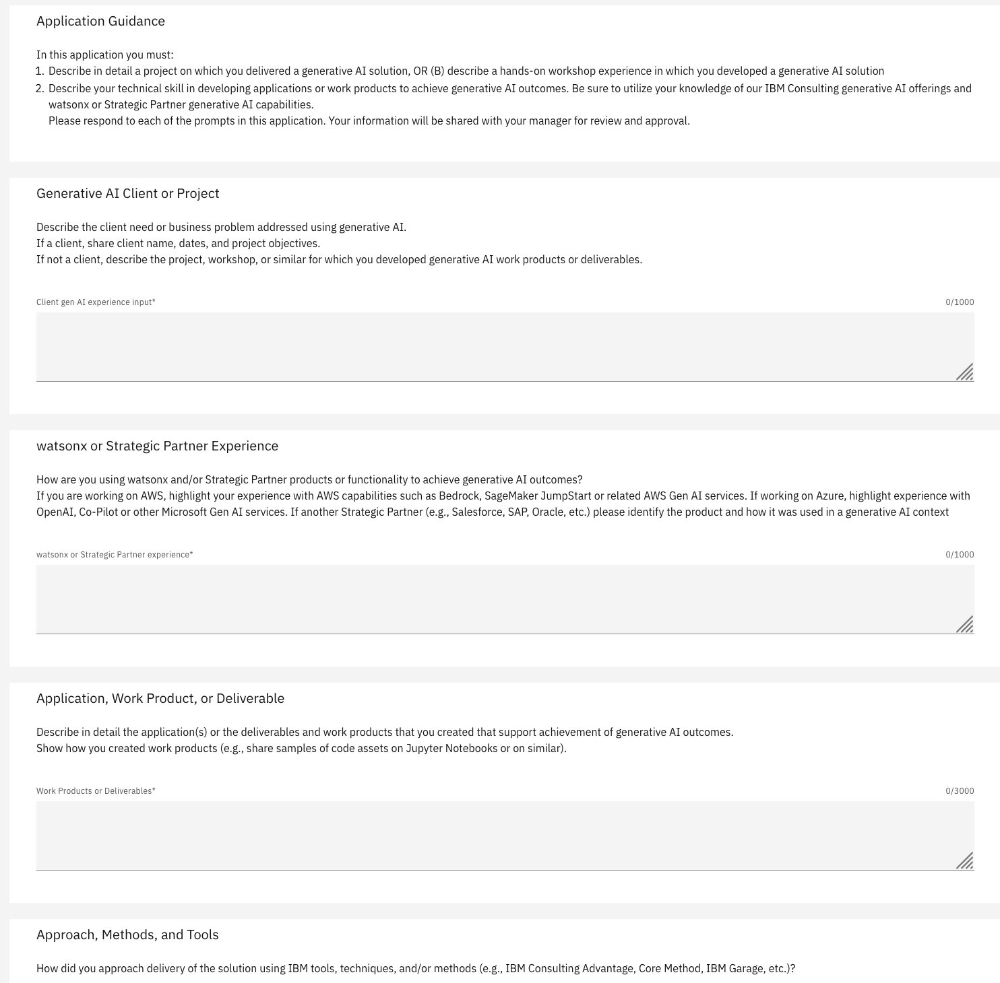 Application Guidance
In this application you must:
1. Describe in detail a project on which you delivered a generative AI solution, OR (B) describe a hands-on workshop experience in which you developed a generative AI solution
2. Describe your technical skill in developing applications or work products to achieve generative AI outcomes. Be sure to utilize your knowledge of our IBM Consulting generative AI offerings and
watsonx or Strategic Partner generative AI capabilities.
Please respond to each of the prompts in this application. Your information will be shared with your manager for review and approval.
Generative AI Client or Project
Describe the client need or business problem addressed using generative AI.
If a client, share client name, dates, and project objectives.
If not a client, describe the project, workshop, or similar for which you developed generative AI work products or deliverables.
Client gen AI experience input* 0/1000
watsonx or Strategic Partner Experience
How are you using watsonx and/or Strategic Partner products or functionality to achieve generative AI outcomes?
If you are working on AWS, highlight your experience with AWS capabilities such as Bedrock, SageMaker JumpStart or related AWS Gen AI services. If working on Azure, highlight experience with
OpenAI, Co-Pilot or other Microsoft Gen AI services. If another Strategic Partner (e.g., Salesforce, SAP, Oracle, etc.) please identify the product and how it was used in a generative AI context
watsonx or Strategic Partner experience* 0/1000
Application, Work Product, or Deliverable
Describe in detail the application(s) or the deliverables and work products that you created that support achievement of generative AI outcomes.
Show how you created work products (e.g., share samples of code assets on Jupyter Notebooks or on similar).
Work Products or Deliverables* 0/3000
Approach, Methods, and Tools
How did you approach delivery of the solution using IBM tools, techniques, and/or methods (e.g., IBM Consulting Advantage, Core Method, IBM Garage, etc.)?